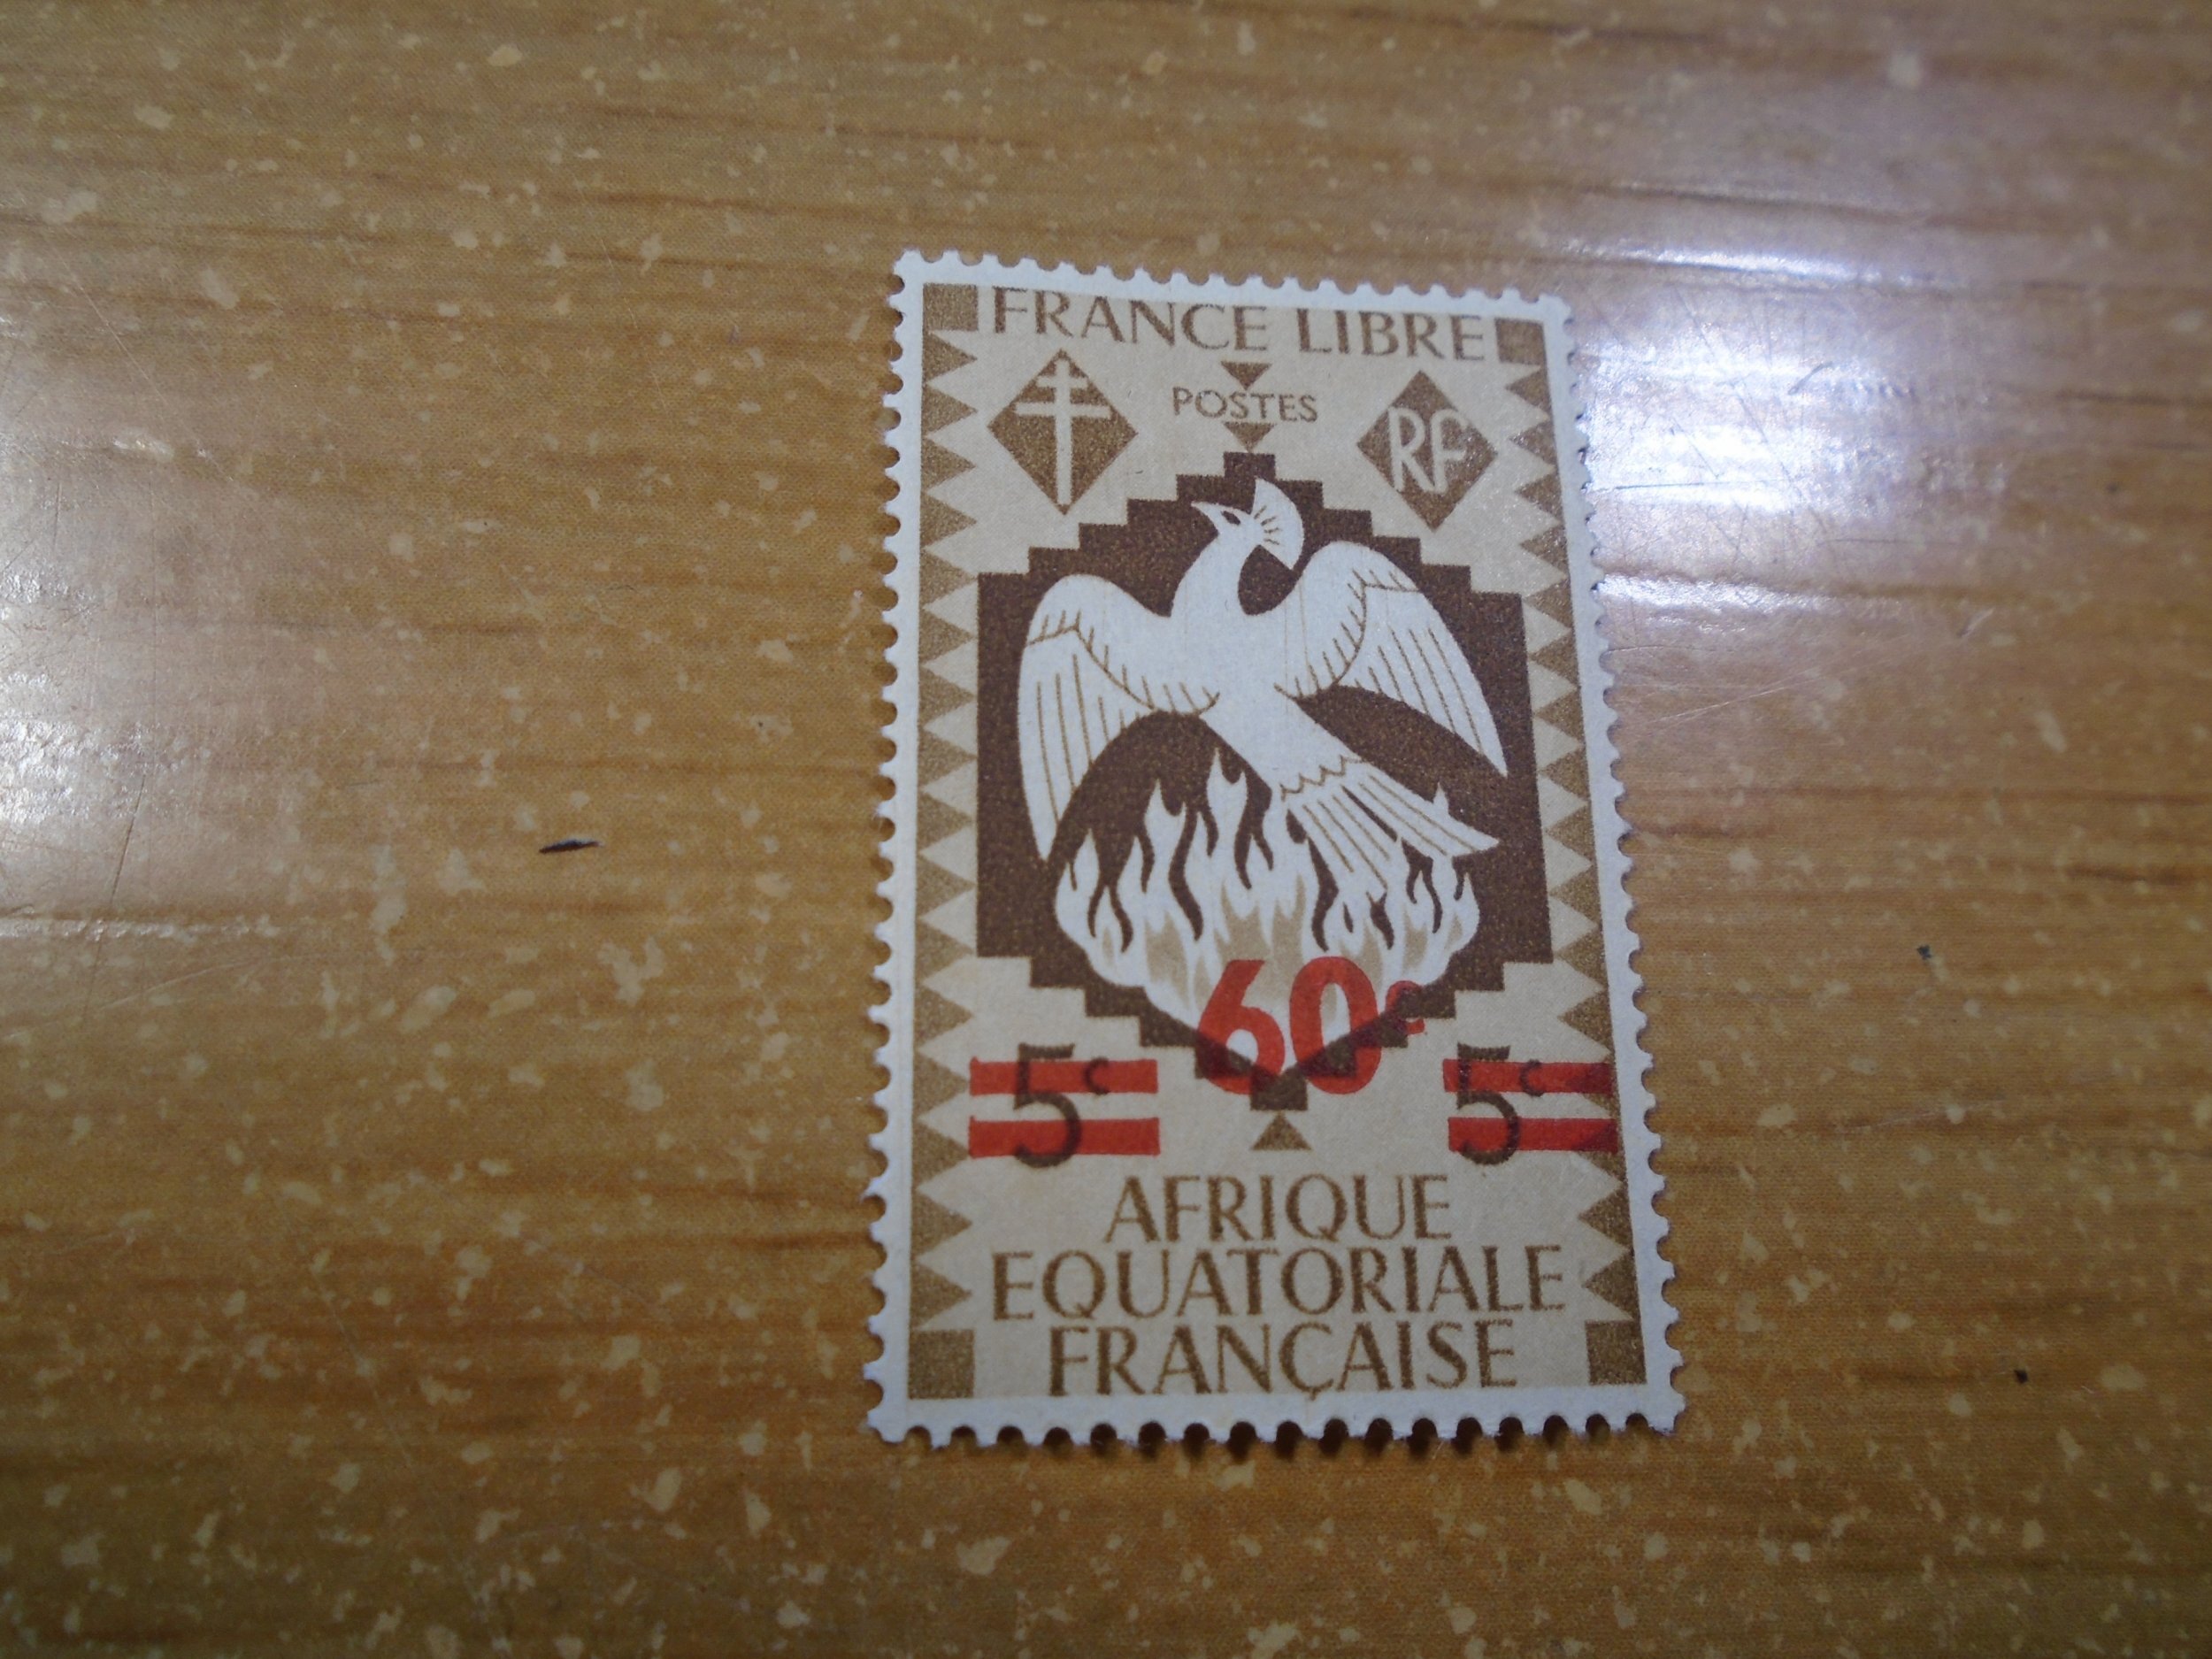 FRANCE LIBRE
POSTES
RF
60c
5c 5c
AFRIQUE
EQUATORIALE
FRANÇAISE